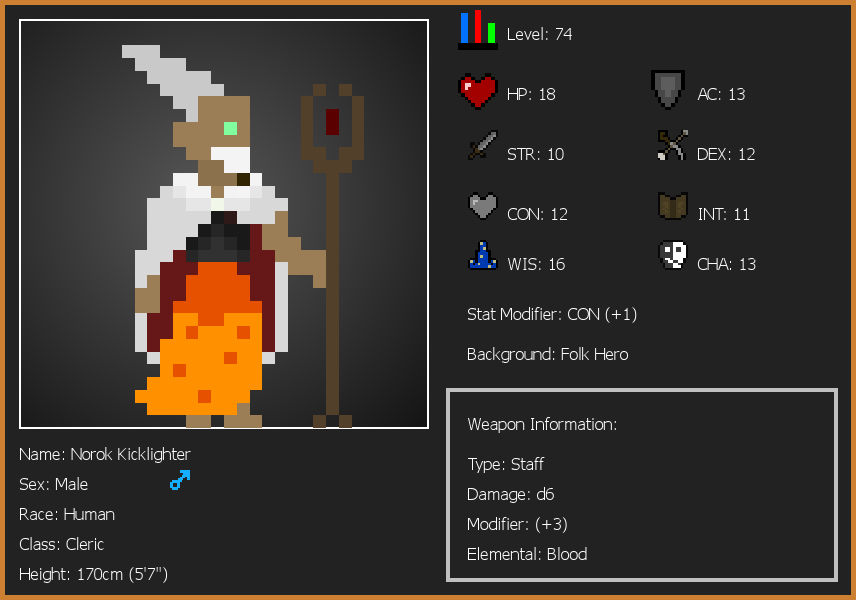 Level: 74
HP: 18
AC: 13
STR: 10
DEX: 12
CON: 12
INT: 11
WIS: 16
CHA: 13
Stat Modifier: CON (+1)
Background: Folk Hero
Weapon Information:
Type: Staff
Damage: d6
Modifier: (+3)
Elemental: Blood
Name: Norok Kicklighter
Sex: Male
Race: Human
Class: Cleric
Height: 170cm (5'7")